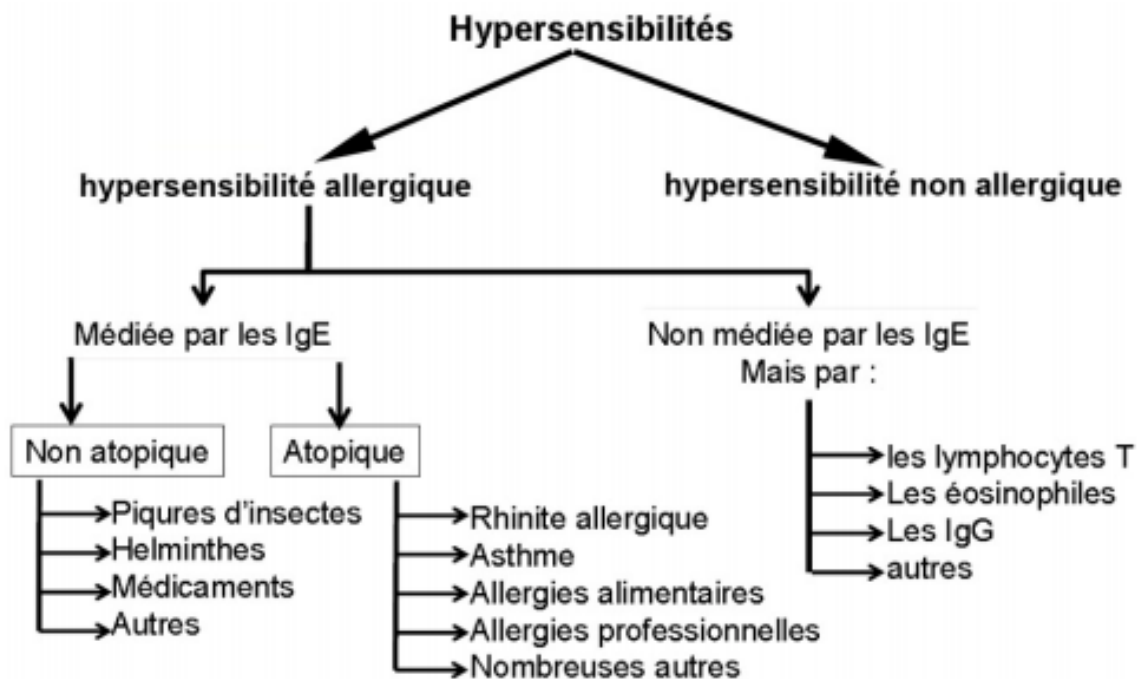 Hypersensibilités
hypersensibilité allergique
hypersensibilité non allergique
Médiée par les IgE
Non médiée par les IgE
Mais par :
Non atopique
Atopique
Piqures d'insectes
Helminthes
Médicaments
Autres
Rhinite allergique
Asthme
Allergies alimentaires
Allergies professionnelles
Nombreuses autres
les lymphocytes T
Les éosinophiles
Les IgG
autres